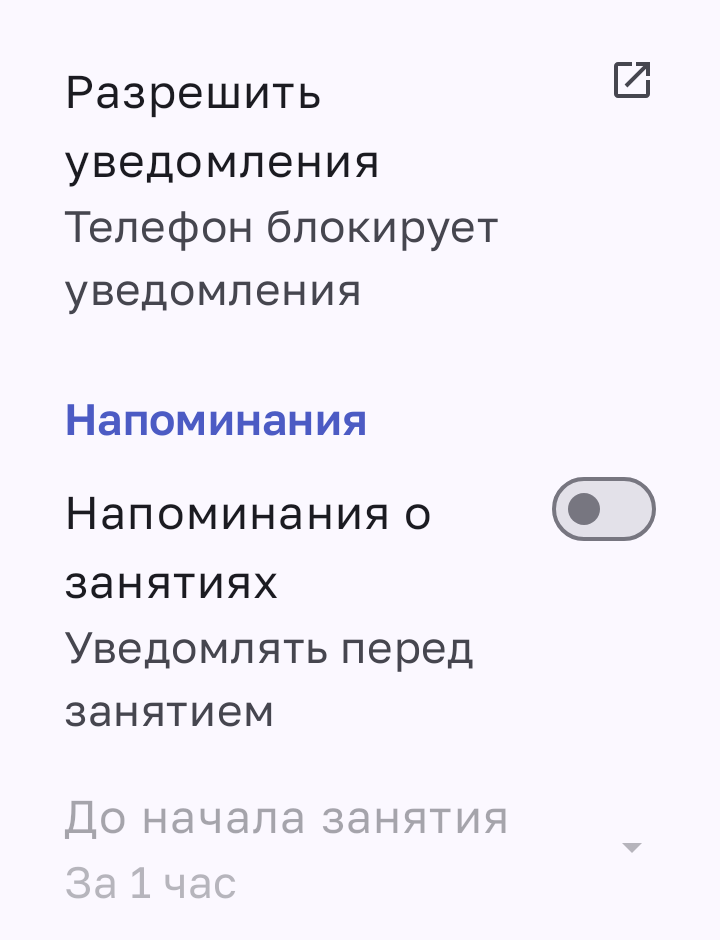 Разрешить
уведомления
Телефон блокирует
уведомления
Напоминания
Напоминания о
занятиях
Уведомлять перед
занятием
До начала занятия
За 1 час